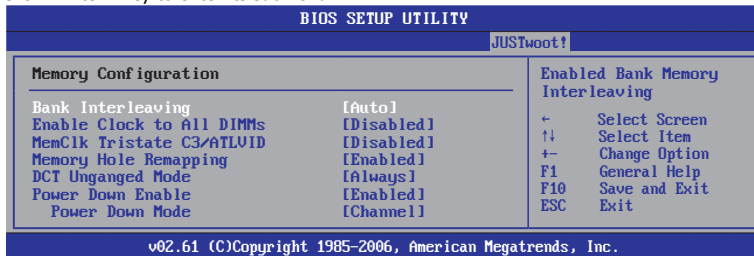 BIOS SETUP UTILITY
JUSTwoot!
Memory Configuration
Bank Interleaving [Auto]
Enable Clock to All DIMMs [Disabled]
MemClk Tristate C3/ATLVID [Disabled]
Memory Hole Remapping [Enabled]
DCT Unganged Mode [Always]
Power Down Enable [Enabled]
Power Down Mode [Channel]
Enabled Bank Memory
Interleaving
← Select Screen
↑↓ Select Item
+- Change Option
F1 General Help
F10 Save and Exit
ESC Exit
v02.61 (C)Copyright 1985-2006, American Megatrends, Inc.